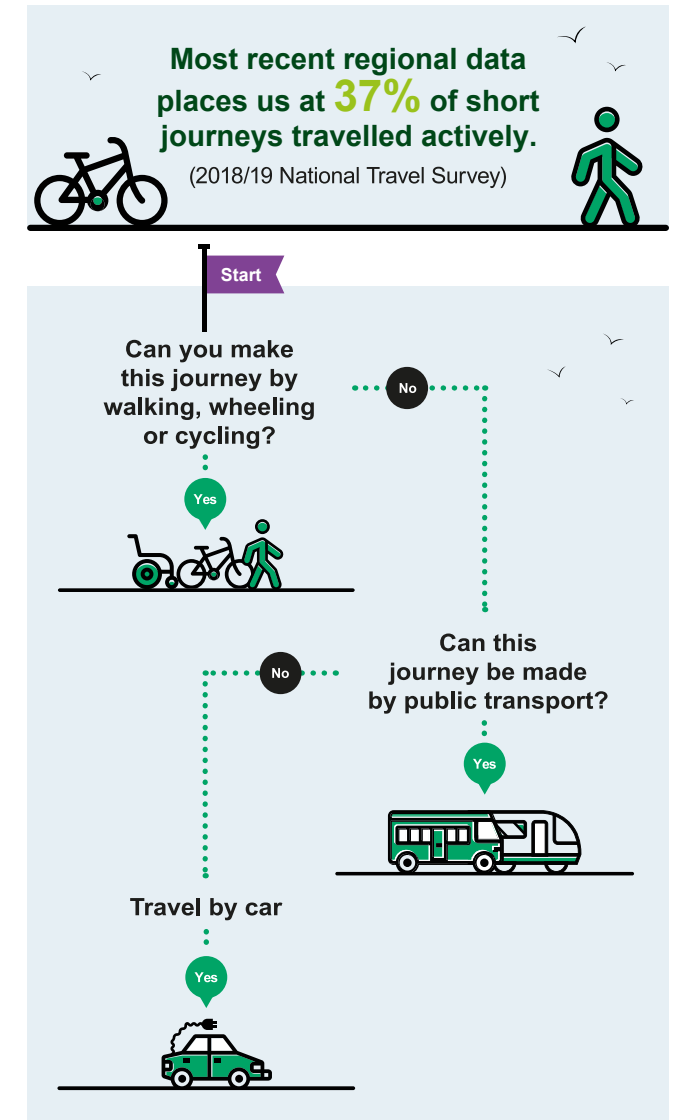 Most recent regional data
places us at 37% of short
journeys travelled actively.
(2018/19 National Travel Survey)
Start
Can you make
this journey by
walking, wheeling
or cycling?
No
Yes
Can this
journey be made
by public transport?
No
Yes
Travel by car
Yes